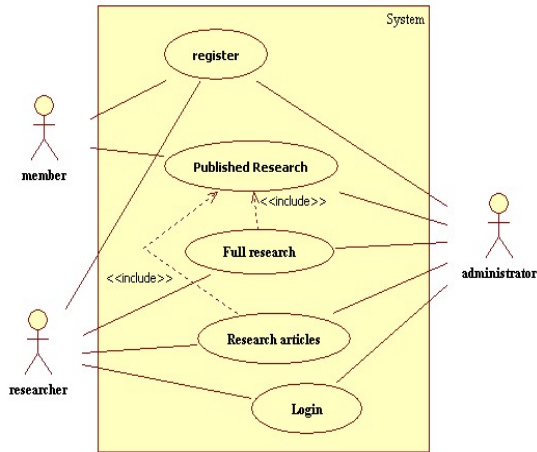 System
register
member
Published Research
<<include>>
Full research
administrator
<<include>>
Research articles
researcher
Login